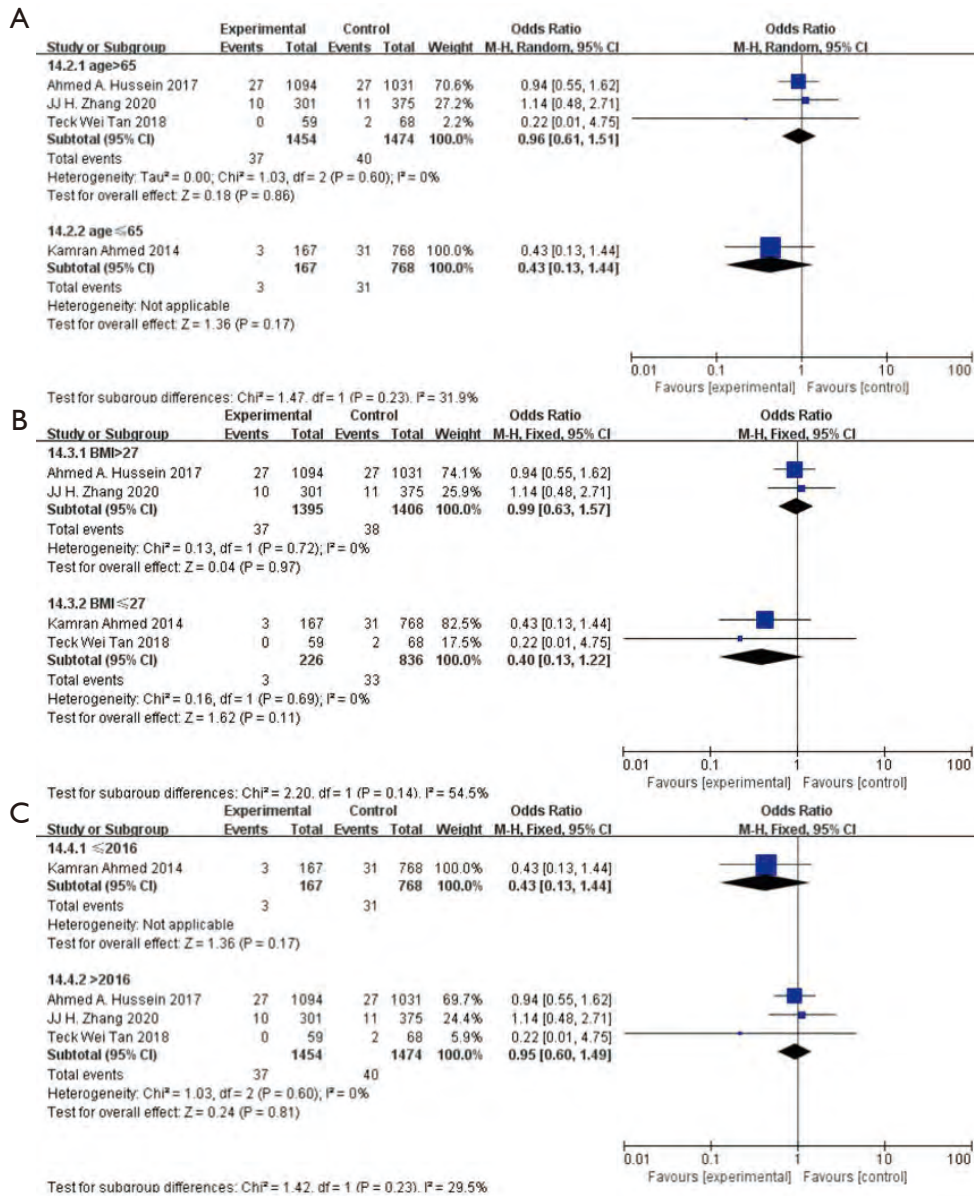 A
Experimental Control Odds Ratio Odds Ratio
Study or Subgroup Events Total Events Total Weight M-H, Random, 95% CI M-H, Random, 95% CI
14.2.1 age>65
Ahmed A. Hussein 2017 27 1094 27 1031 70.6% 0.94 [0.55, 1.62]
JJ H. Zhang 2020 10 301 11 375 27.2% 1.14 [0.48, 2.71]
Teck Wei Tan 2018 0 59 2 68 2.2% 0.22 [0.01, 4.75]
Subtotal (95% CI) 1454 1474 100.0% 0.96 [0.61, 1.51]
Total events 37 40
Heterogeneity: Tau² = 0.00; Chi² = 1.03, df = 2 (P = 0.60); I² = 0%
Test for overall effect: Z = 0.18 (P = 0.86)
14.2.2 age≤65
Kamran Ahmed 2014 3 167 31 768 100.0% 0.43 [0.13, 1.44]
Subtotal (95% CI) 167 768 100.0% 0.43 [0.13, 1.44]
Total events 3 31
Heterogeneity: Not applicable
Test for overall effect: Z = 1.36 (P = 0.17)
0.01 0.1 1 10 100
Favours [experimental] Favours [control]
Test for subgroup differences: Chi² = 1.47, df = 1 (P = 0.23), I² = 31.9%
B
Experimental Control Odds Ratio Odds Ratio
Study or Subgroup Events Total Events Total Weight M-H, Fixed, 95% CI M-H, Fixed, 95% CI
14.3.1 BMI>27
Ahmed A. Hussein 2017 27 1094 27 1031 74.1% 0.94 [0.55, 1.62]
JJ H. Zhang 2020 10 301 11 375 25.9% 1.14 [0.48, 2.71]
Subtotal (95% CI) 1395 1406 100.0% 0.99 [0.63, 1.57]
Total events 37 38
Heterogeneity: Chi² = 0.13, df = 1 (P = 0.72); I² = 0%
Test for overall effect: Z = 0.04 (P = 0.97)
14.3.2 BMI≤27
Kamran Ahmed 2014 3 167 31 768 82.5% 0.43 [0.13, 1.44]
Teck Wei Tan 2018 0 59 2 68 17.5% 0.22 [0.01, 4.75]
Subtotal (95% CI) 226 836 100.0% 0.40 [0.13, 1.22]
Total events 3 33
Heterogeneity: Chi² = 0.16, df = 1 (P = 0.69); I² = 0%
Test for overall effect: Z = 1.62 (P = 0.11)
0.01 0.1 1 10 100
Favours [experimental] Favours [control]
Test for subgroup differences: Chi² = 2.20, df = 1 (P = 0.14), I² = 54.5%
C
Experimental Control Odds Ratio Odds Ratio
Study or Subgroup Events Total Events Total Weight M-H, Fixed, 95% CI M-H, Fixed, 95% CI
14.4.1 ≤2016
Kamran Ahmed 2014 3 167 31 768 100.0% 0.43 [0.13, 1.44]
Subtotal (95% CI) 167 768 100.0% 0.43 [0.13, 1.44]
Total events 3 31
Heterogeneity: Not applicable
Test for overall effect: Z = 1.36 (P = 0.17)
14.4.2 >2016
Ahmed A. Hussein 2017 27 1094 27 1031 69.7% 0.94 [0.55, 1.62]
JJ H. Zhang 2020 10 301 11 375 24.4% 1.14 [0.48, 2.71]
Teck Wei Tan 2018 0 59 2 68 5.9% 0.22 [0.01, 4.75]
Subtotal (95% CI) 1454 1474 100.0% 0.95 [0.60, 1.49]
Total events 37 40
Heterogeneity: Chi² = 1.03, df = 2 (P = 0.60); I² = 0%
Test for overall effect: Z = 0.24 (P = 0.81)
0.01 0.1 1 10 100
Favours [experimental] Favours [control]
Test for subgroup differences: Chi² = 1.42, df = 1 (P = 0.23), I² = 29.5%